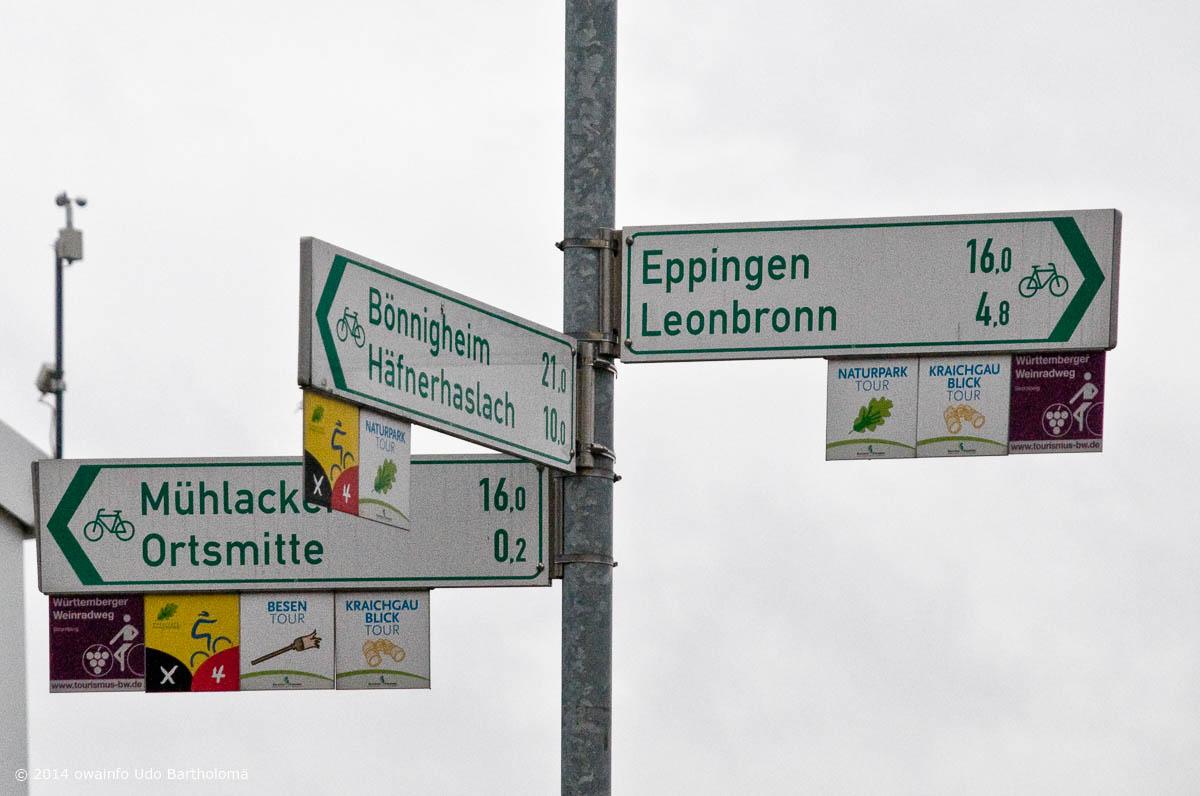 Eppingen 16,0
Leonbronn 4,8
NATURPARK
TOUR
KRAICHGAU
BLICK
TOUR
Württemberger
Weinradweg
www.tourismus-bw.de
Bönnigheim 21,0
Häfnerhaslach 10,0
X 4
NATURPARK
TOUR
Mühlacker 16,0
Ortsmitte 0,2
Württemberger
Weinradweg
www.tourismus-bw.de
X 4
BESEN
TOUR
KRAICHGAU
BLICK
TOUR
© 2014 owainfo Udo Bartholomä